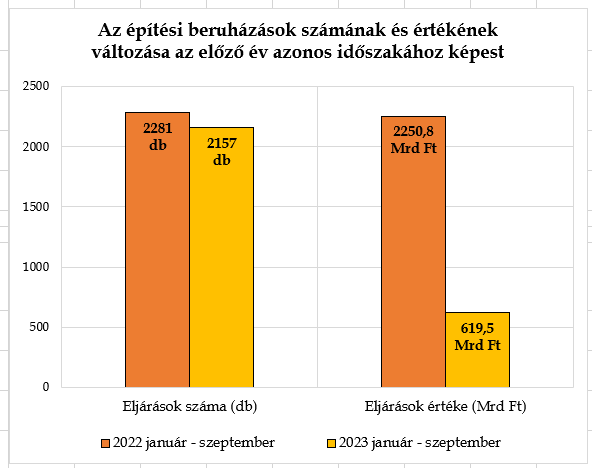 Az építési beruházások számának és értékének
változása az előző év azonos időszakához képest
2500
2000
1500
1000
500
0
2281
db
2157
db
2250,8
Mrd Ft
619,5
Mrd Ft
Eljárások száma (db)
Eljárások értéke (Mrd Ft)
2022 január - szeptember
2023 január - szeptember